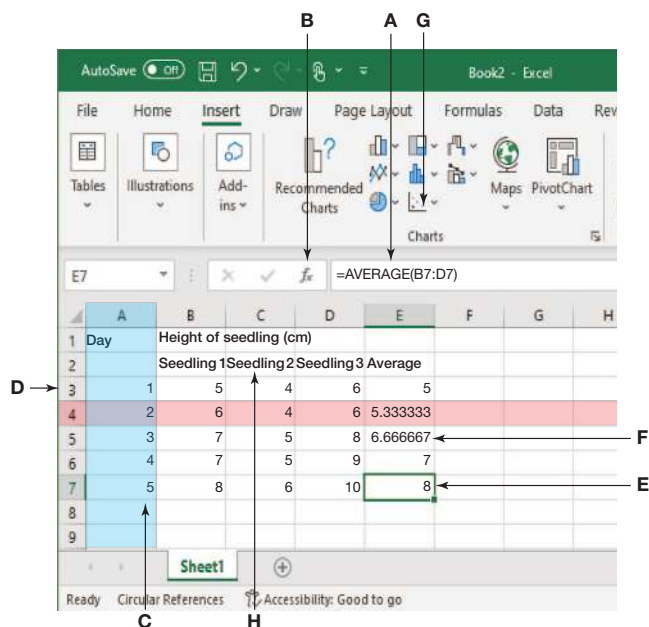 B A G
AutoSave Off Book2 - Excel
File Home Insert Draw Page Layout Formulas Data Rev
Tables Illustrations Add-ins Recommended Charts Maps PivotChart
Charts
E7 fx =AVERAGE(B7:D7)
A B C D E F G H
1 Day Height of seedling (cm)
2 Seedling 1 Seedling 2 Seedling 3 Average
D 3 1 5 4 6 5
4 2 6 4 6 5.333333
5 3 7 5 8 6.666667 F
6 4 7 5 9 7
7 5 8 6 10 8 E
8
9
Sheet1
Ready Circular References Accessibility: Good to go
C H